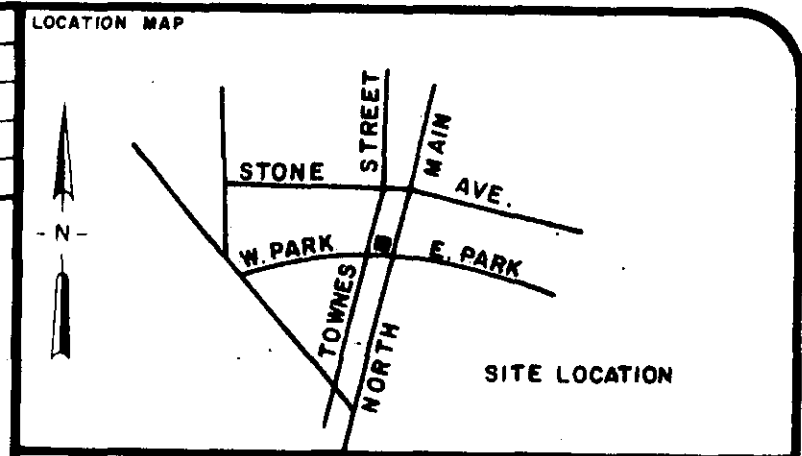 LOCATION MAP
STREET
MAIN
STONE
AVE.
- N -
W. PARK
E. PARK
TOWNES
NORTH
SITE LOCATION